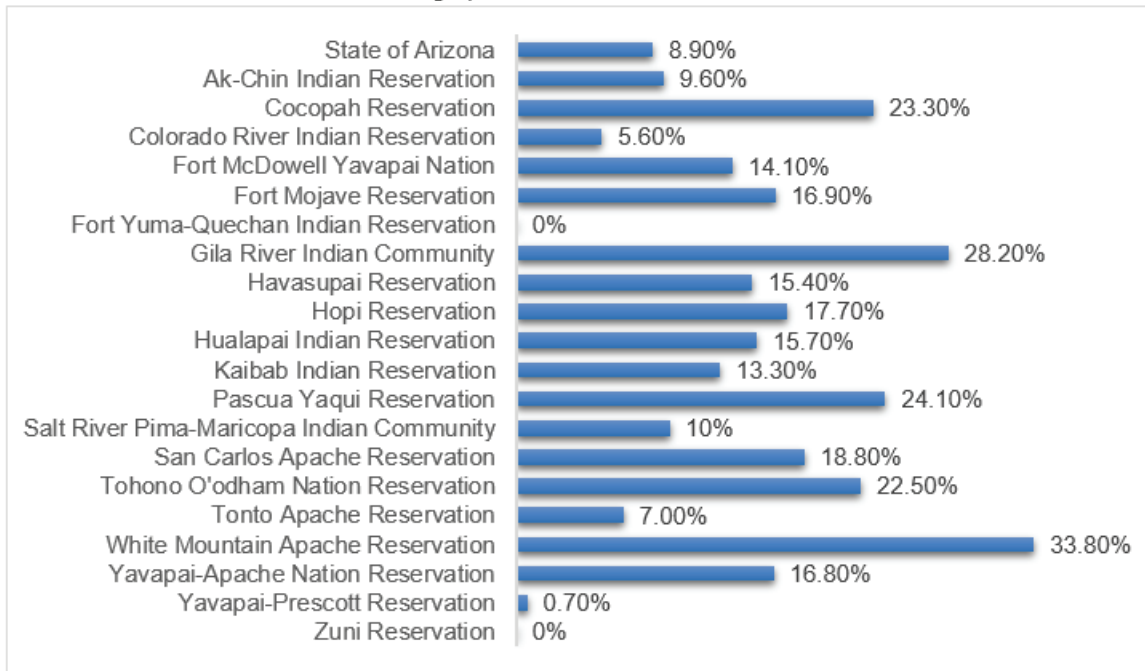 State of Arizona 8.90%
Ak-Chin Indian Reservation 9.60%
Cocopah Reservation 23.30%
Colorado River Indian Reservation 5.60%
Fort McDowell Yavapai Nation 14.10%
Fort Mojave Reservation 16.90%
Fort Yuma-Quechan Indian Reservation 0%
Gila River Indian Community 28.20%
Havasupai Reservation 15.40%
Hopi Reservation 17.70%
Hualapai Indian Reservation 15.70%
Kaibab Indian Reservation 13.30%
Pascua Yaqui Reservation 24.10%
Salt River Pima-Maricopa Indian Community 10%
San Carlos Apache Reservation 18.80%
Tohono O'odham Nation Reservation 22.50%
Tonto Apache Reservation 7.00%
White Mountain Apache Reservation 33.80%
Yavapai-Apache Nation Reservation 16.80%
Yavapai-Prescott Reservation 0.70%
Zuni Reservation 0%